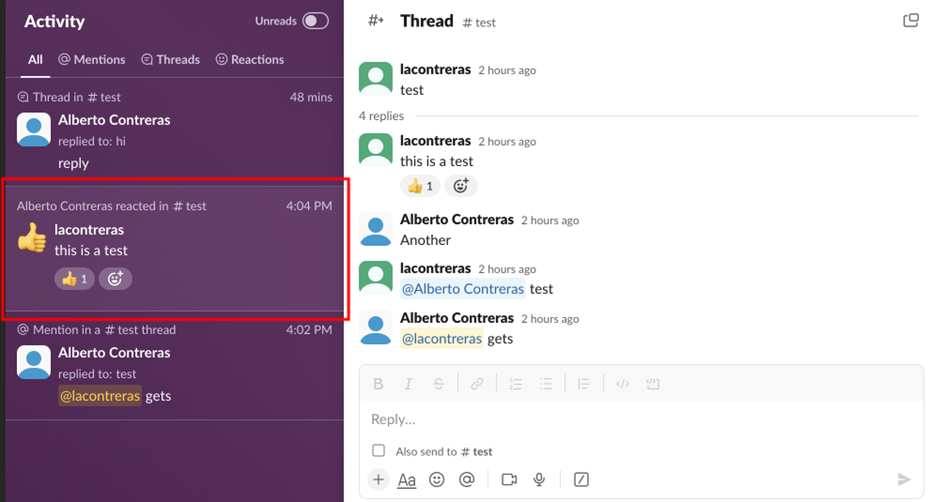 Activity
Unreads
All
@ Mentions
Threads
Reactions
Thread in # test
48 mins
Alberto Contreras
replied to: hi
reply
Alberto Contreras reacted in # test
4:04 PM
lacontreras
this is a test
1
@ Mention in a # test thread
4:02 PM
Alberto Contreras
replied to: test
@lacontreras gets
Thread # test
lacontreras 2 hours ago
test
4 replies
lacontreras 2 hours ago
this is a test
1
Alberto Contreras 2 hours ago
Another
lacontreras 2 hours ago
@Alberto Contreras test
Alberto Contreras 2 hours ago
@lacontreras gets
B I S
Reply...
Also send to # test
+ Aa @